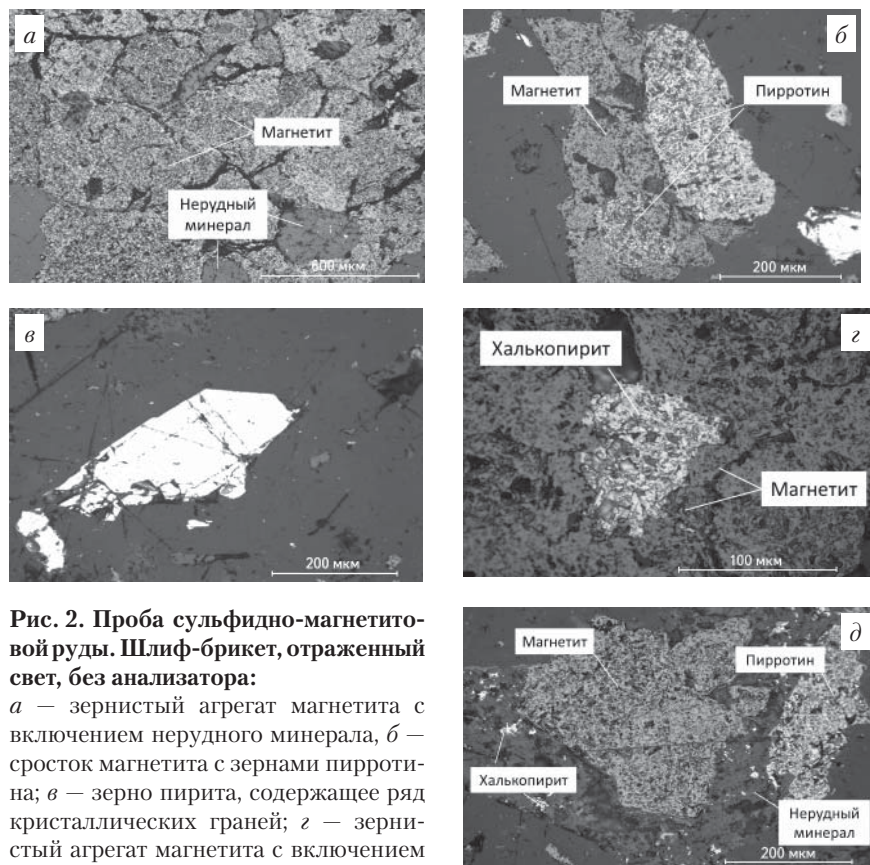 а
Магнетит
Нерудный
минерал
600 мкм
б
Магнетит
Пирротин
200 мкм
в
200 мкм
Халькопирит
г
Магнетит
100 мкм
Рис. 2. Проба сульфидно-магнетито-
вой руды. Шлиф-брикет, отраженный
свет, без анализатора:
а — зернистый агрегат магнетита с
включением нерудного минерала, б —
сросток магнетита с зернами пирроти-
на; в — зерно пирита, содержащее ряд
кристаллических граней; г — зерни-
стый агрегат магнетита с включением
д
Магнетит
Пирротин
Халькопирит
Нерудный
минерал
200 мкм